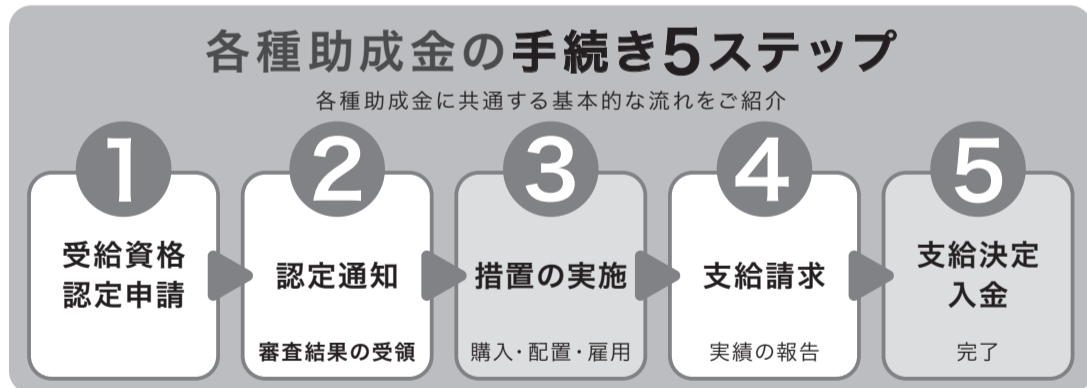 各種助成金の手続き5ステップ
各種助成金に共通する基本的な流れをご紹介
1
受給資格
認定申請
2
認定通知
審査結果の受領
3
措置の実施
購入・配置・雇用
4
支給請求
実績の報告
5
支給決定
入金
完了